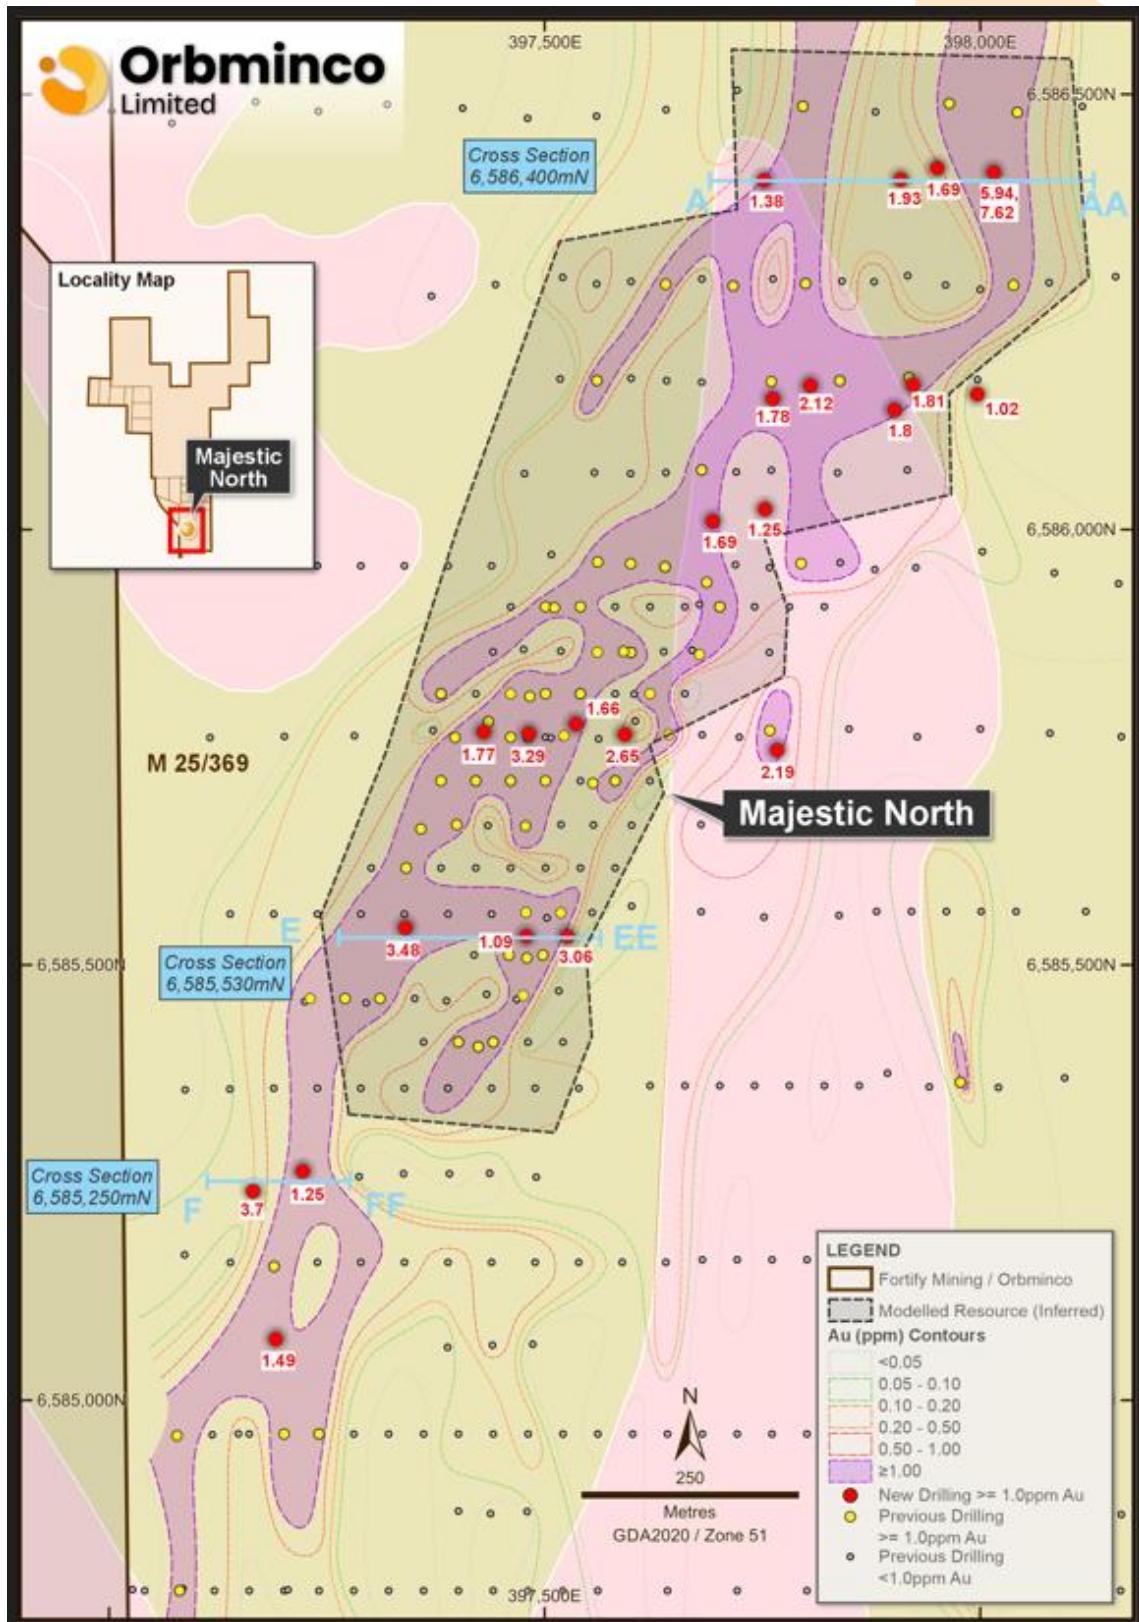 Orbminco
Limited
397,500E
398,000E
6,586,500N
Cross Section
6,586,400mN
A
AA
1.38
1.93
1.69
5.94,
7.62
Locality Map
Majestic
North
1.78
2.12
1.81
1.8
1.02
1.69
1.25
6,586,000N
1.66
1.77
3.29
2.65
2.19
M 25/369
Majestic North
E
EE
3.48
1.09
3.06
Cross Section
6,585,530mN
6,585,500N
6,585,500N
Cross Section
6,585,250mN
F
FF
3.7
1.25
1.49
6,585,000N
N
250
Metres
GDA2020 / Zone 51
397,500E
LEGEND
Fortify Mining / Orbminco
Modelled Resource (Inferred)
Au (ppm) Contours
<0.05
0.05 - 0.10
0.10 - 0.20
0.20 - 0.50
0.50 - 1.00
≥1.00
New Drilling >= 1.0ppm Au
Previous Drilling
>= 1.0ppm Au
Previous Drilling
<1.0ppm Au